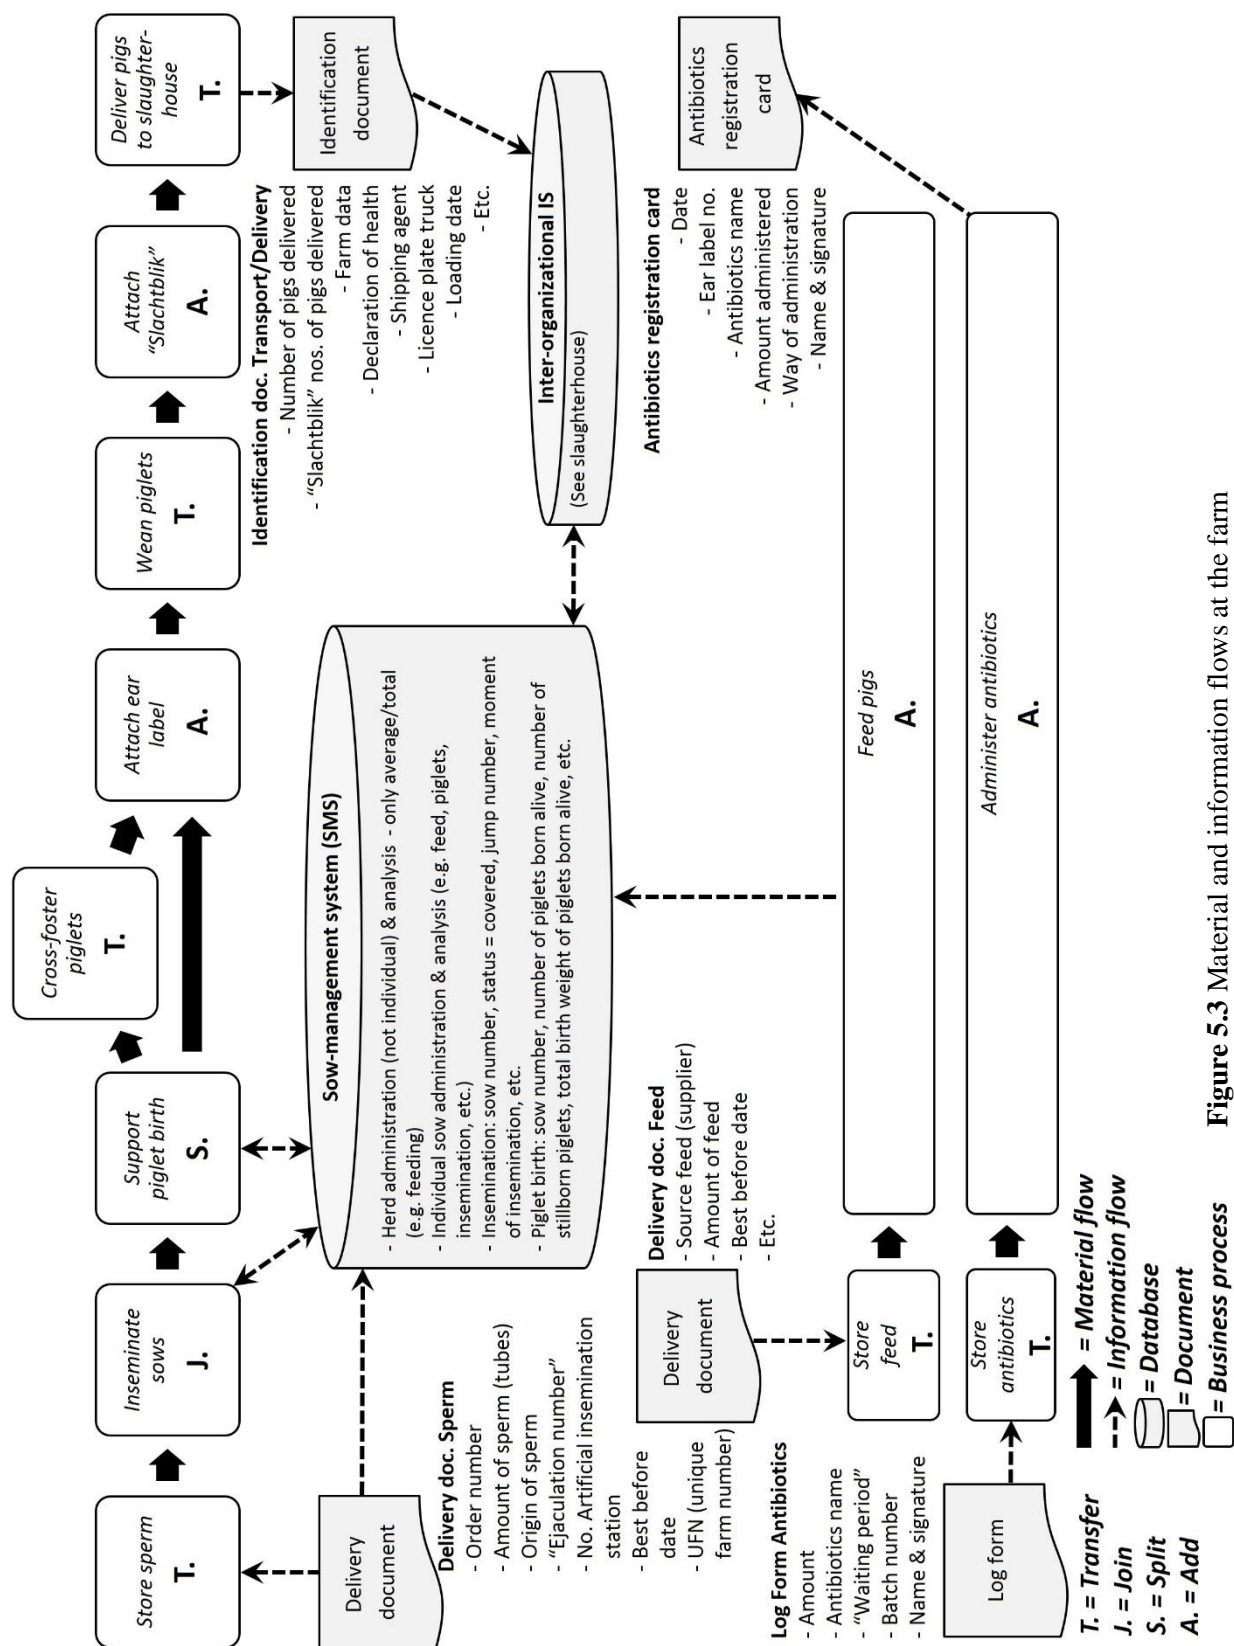 Store sperm
T.
Inseminate
sows
J.
Support
piglet birth
S.
Cross-foster
piglets
T.
Attach ear
label
A.
Wean piglets
T.
Attach
“Slachtblik”
A.
Deliver pigs
to slaughter-
house
T.
Delivery
document
Delivery doc. Sperm
- Order number
- Amount of sperm (tubes)
- Origin of sperm
- “Ejaculation number”
- No. Artificial insemination
station
- Best before
date
- UFN (unique
farm number)
Sow-management system (SMS)
- Herd administration (not individual) & analysis - only average/total
(e.g. feeding)
- Individual sow administration & analysis (e.g. feed, piglets,
insemination, etc.)
- Insemination: sow number, status = covered, jump number, moment
of insemination, etc.
- Piglet birth: sow number, number of piglets born alive, number of
stillborn piglets, total birth weight of piglets born alive, etc.
Identification doc. Transport/Delivery
- Number of pigs delivered
- “Slachtblik” nos. of pigs delivered
- Farm data
- Declaration of health
- Shipping agent
- Licence plate truck
- Loading date
- Etc.
Identification
document
Inter-organizational IS
(See slaughterhouse)
Delivery
document
Delivery doc. Feed
- Source feed (supplier)
- Amount of feed
- Best before date
- Etc.
Antibiotics registration card
- Date
- Ear label no.
- Antibiotics name
- Amount administered
- Way of administration
- Name & signature
Antibiotics
registration
card
Log Form Antibiotics
- Amount
- Antibiotics name
- “Waiting period”
- Batch number
- Name & signature
Store
feed
T.
Feed pigs
A.
Store
antibiotics
T.
Administer antibiotics
A.
Log form
T. = Transfer
J. = Join
S. = Split
A. = Add
= Material flow
= Information flow
= Database
= Document
= Business process
Figure 5.3 Material and information flows at the farm